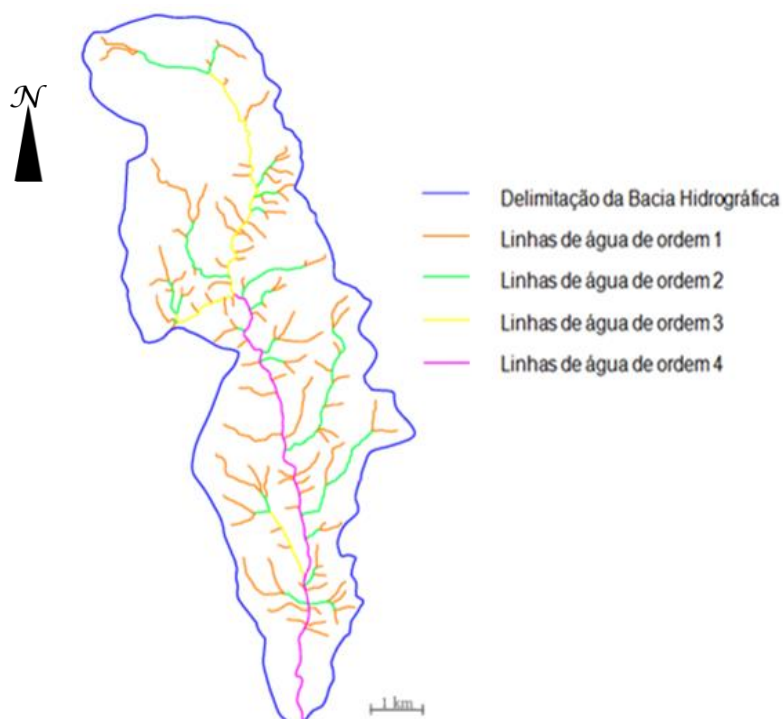 N
Delimitação da Bacia Hidrográfica
Linhas de água de ordem 1
Linhas de água de ordem 2
Linhas de água de ordem 3
Linhas de água de ordem 4
1 km